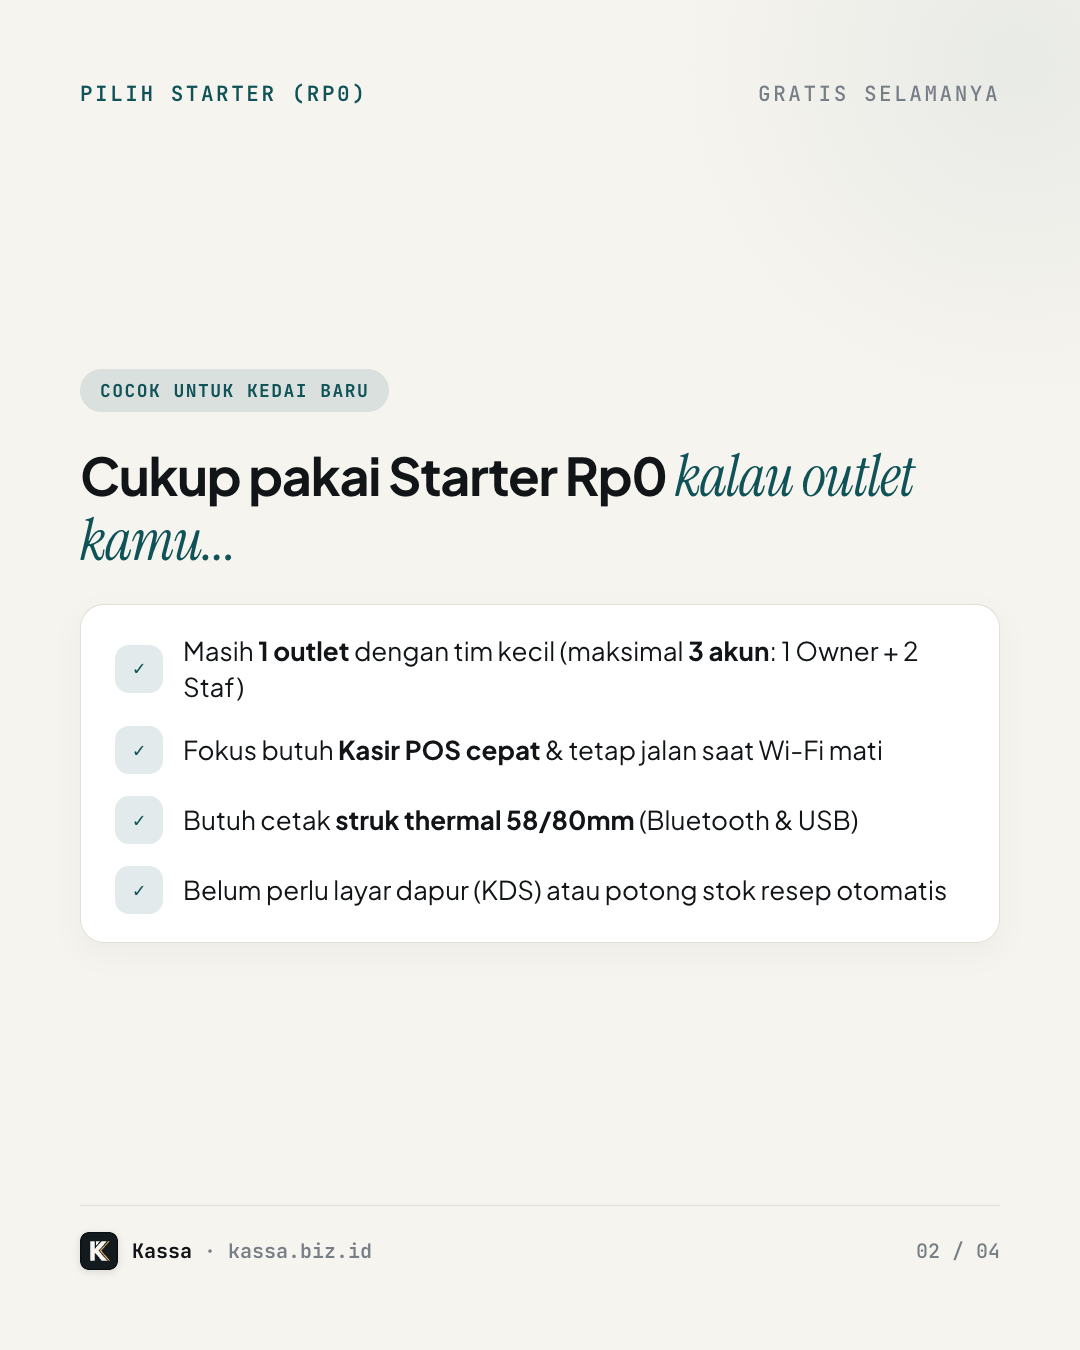 PILIH STARTER (RP0)
GRATIS SELAMANYA
COCOK UNTUK KEDAI BARU
Cukup pakai Starter Rp0 kalau outlet
kamu...
✓ Masih 1 outlet dengan tim kecil (maksimal 3 akun: 1 Owner + 2
Staf)
✓ Fokus butuh Kasir POS cepat & tetap jalan saat Wi-Fi mati
✓ Butuh cetak struk thermal 58/80mm (Bluetooth & USB)
✓ Belum perlu layar dapur (KDS) atau potong stok resep otomatis
K Kassa · kassa.biz.id
02 / 04